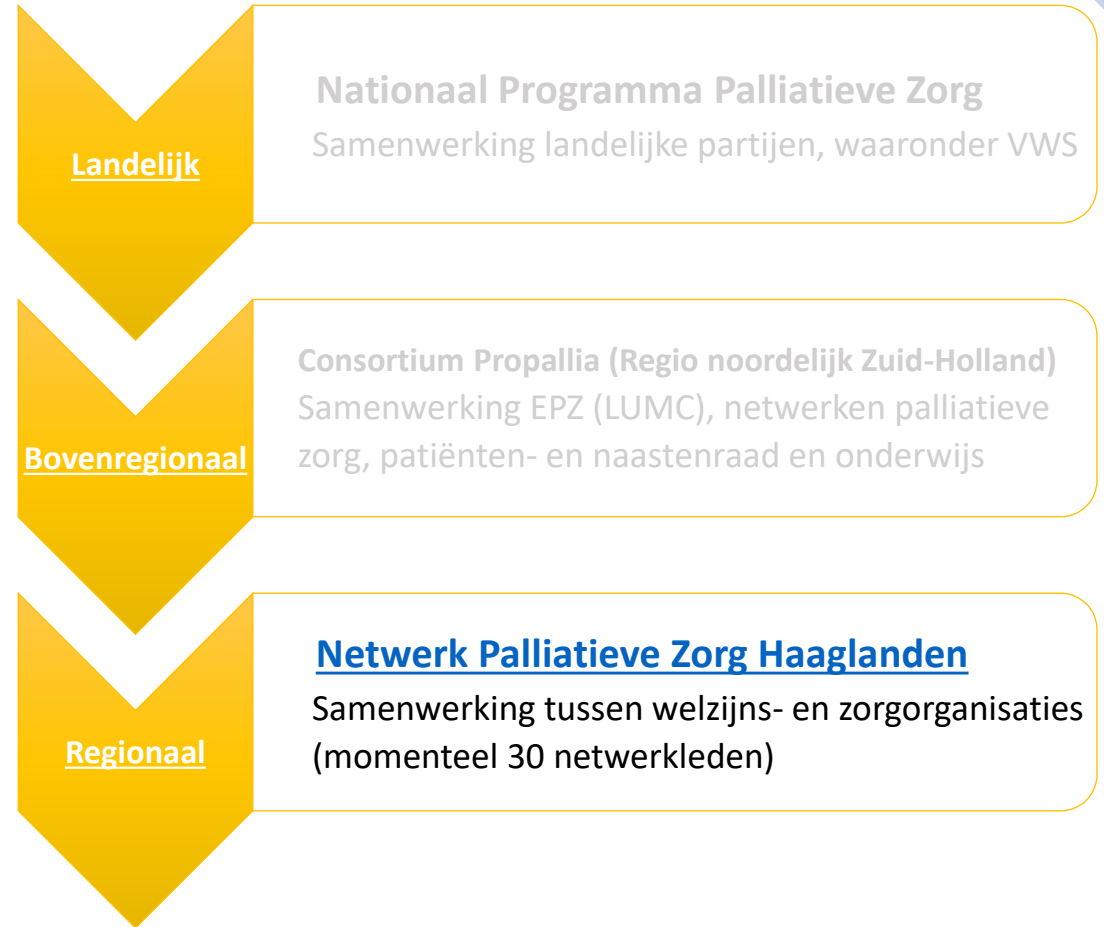 Landelijk
Nationaal Programma Palliatieve Zorg
Samenwerking landelijke partijen, waaronder VWS
Bovenregionaal
Consortium Propallia (Regio noordelijk Zuid-Holland)
Samenwerking EPZ (LUMC), netwerken palliatieve
zorg, patiënten- en naastenraad en onderwijs
Regionaal
Netwerk Palliatieve Zorg Haaglanden
Samenwerking tussen welzijns- en zorgorganisaties
(momenteel 30 netwerkleden)